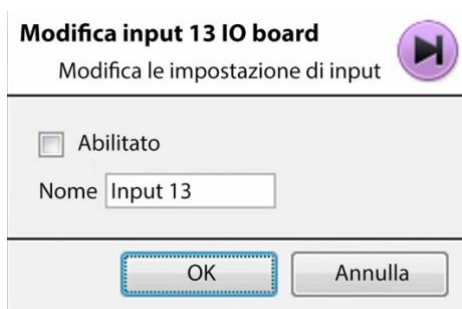 Modifica input 13 IO board
Modifica le impostazione di input
Abilitato
Nome Input 13
OK Annulla